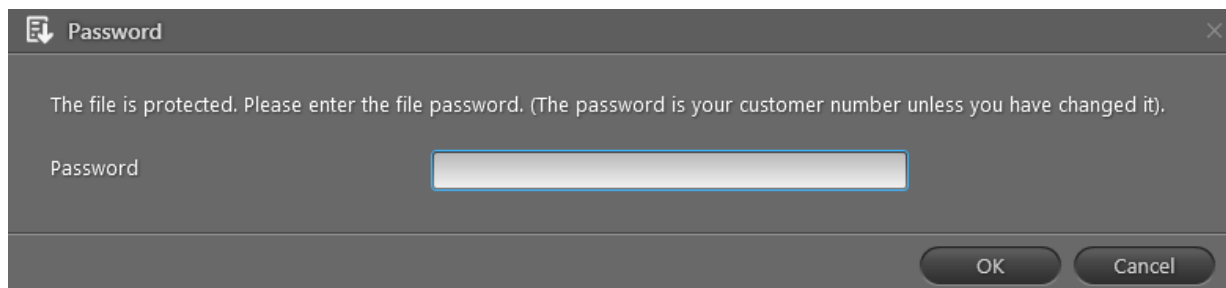 Password
The file is protected. Please enter the file password. (The password is your customer number unless you have changed it).
Password
OK Cancel